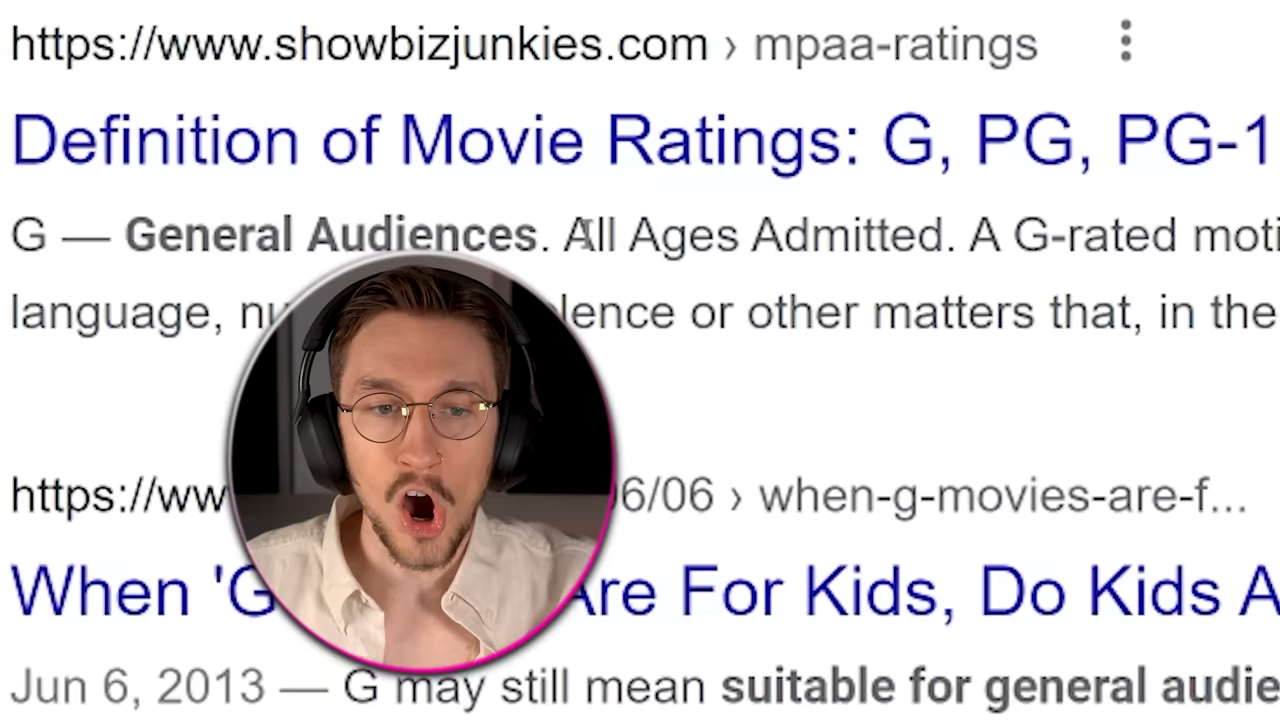 https://www.showbizjunkies.com › mpaa-ratings
Definition of Movie Ratings: G, PG, PG-1
G — General Audiences. All Ages Admitted. A G-rated moti
language, nu lence or other matters that, in the
https://ww 6/06 › when-g-movies-are-f...
When 'G Are For Kids, Do Kids A
Jun 6, 2013 — G may still mean suitable for general audie